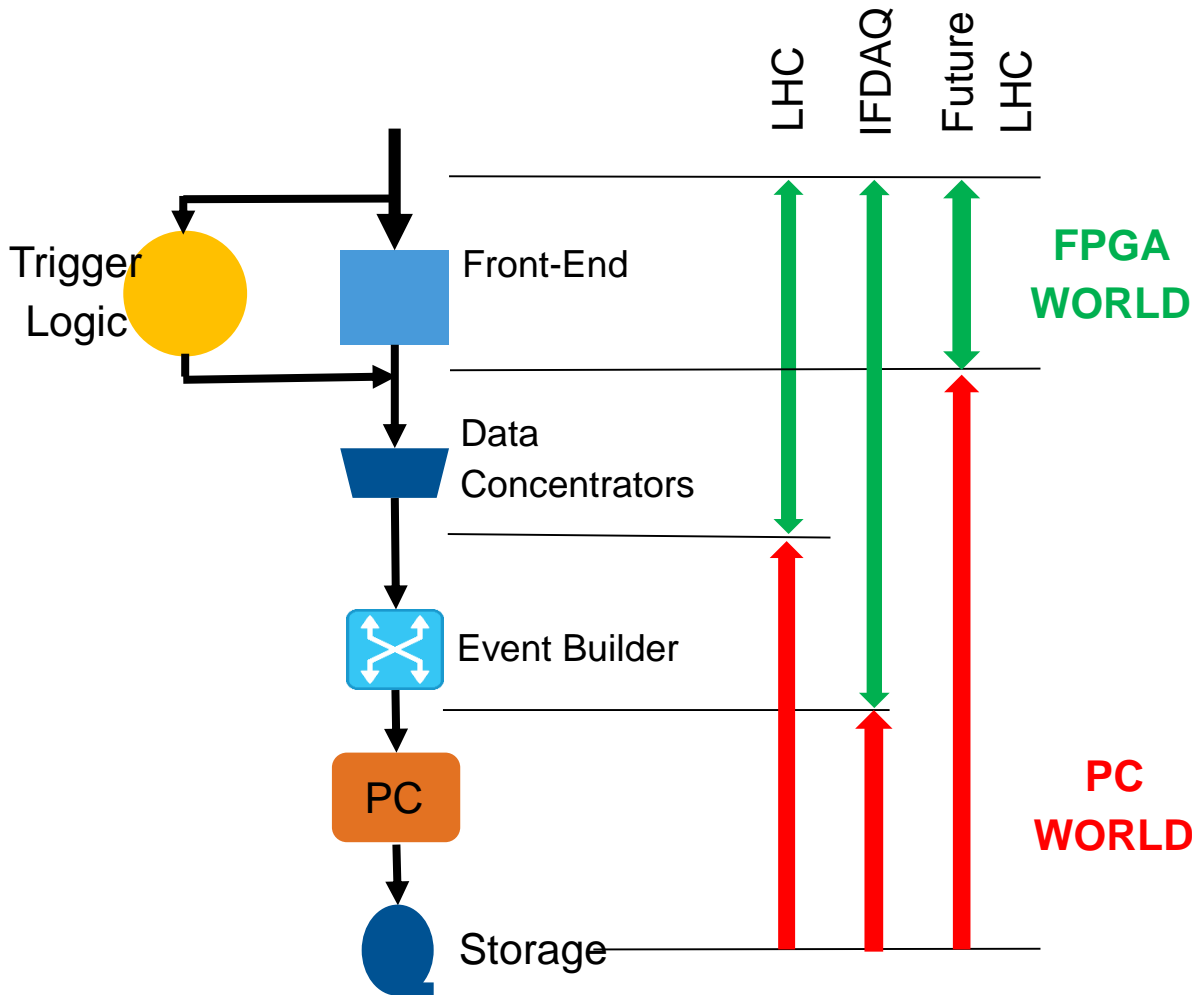 LHC
IFDAQ
Future
LHC
Trigger
Logic
Front-End
FPGA
WORLD
Data
Concentrators
Event Builder
PC
PC
WORLD
Storage